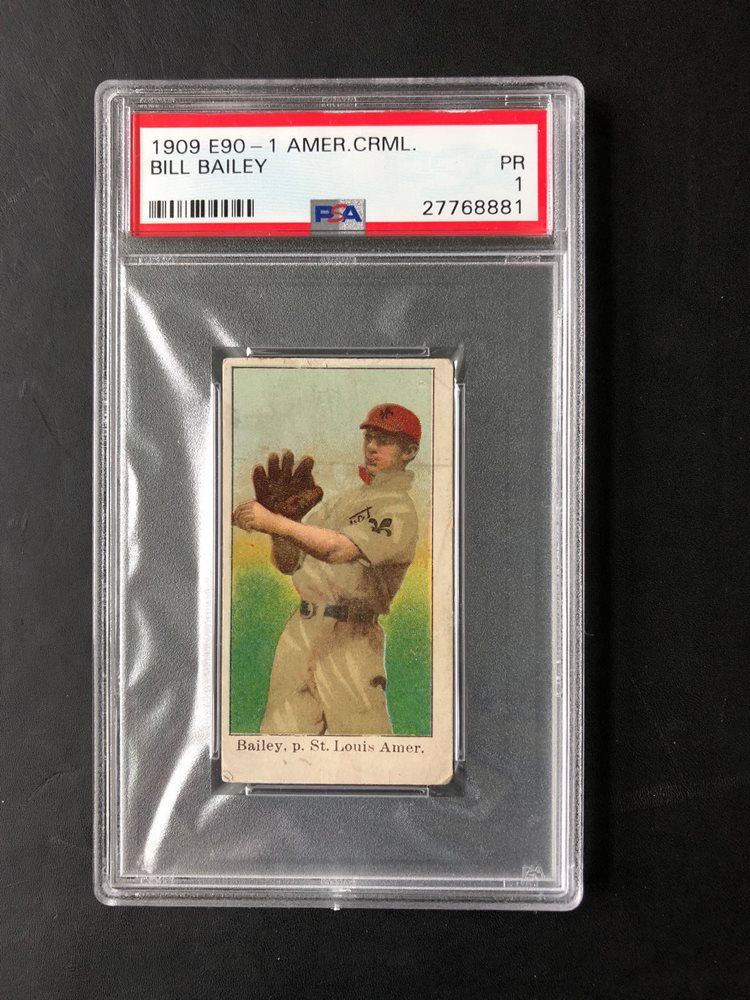 1909 E90-1 AMER.CRML.
BILL BAILEY
PR
1
PSA
27768881
Bailey, p. St. Louis Amer.